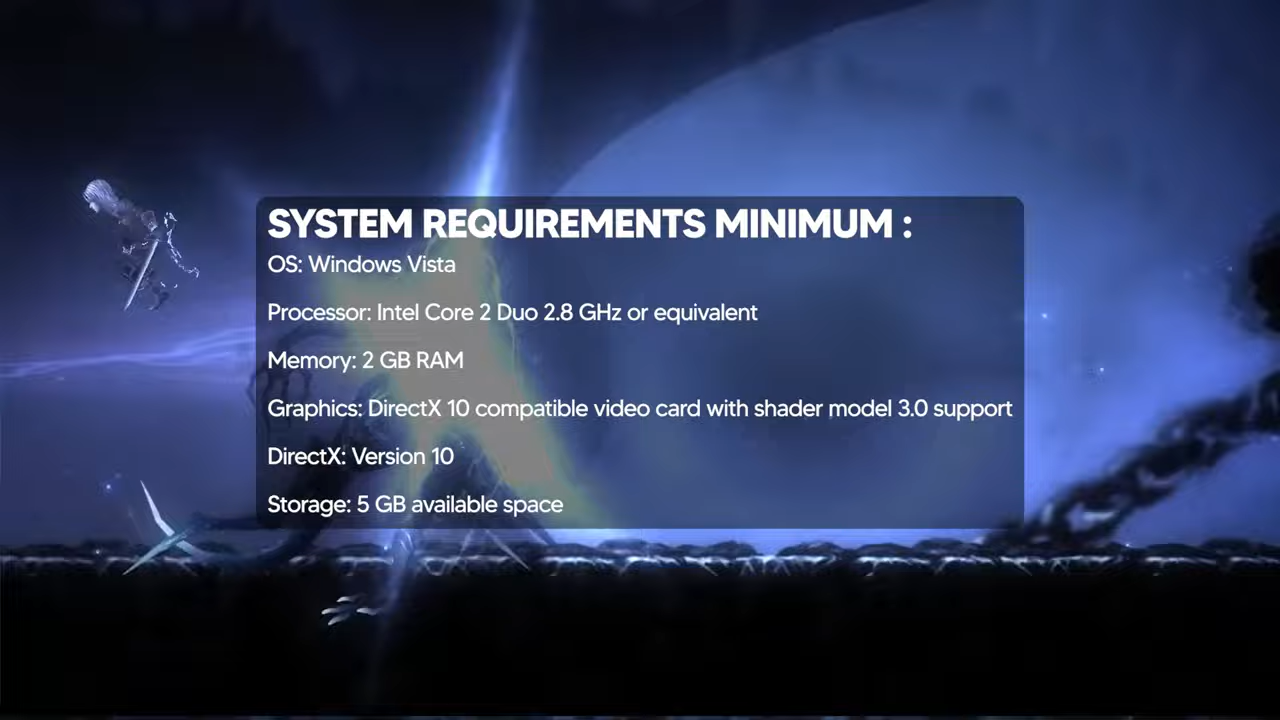 SYSTEM REQUIREMENTS MINIMUM :
OS: Windows Vista
Processor: Intel Core 2 Duo 2.8 GHz or equivalent
Memory: 2 GB RAM
Graphics: DirectX 10 compatible video card with shader model 3.0 support
DirectX: Version 10
Storage: 5 GB available space